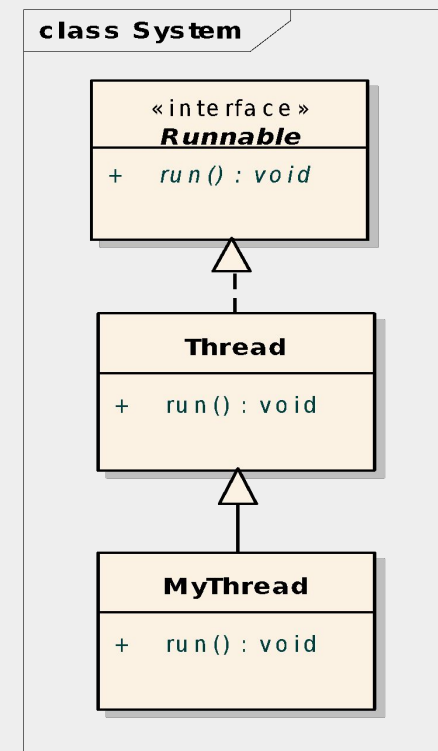 class System
«interface»
Runnable
+ run() : void
Thread
+ run() : void
MyThread
+ run() : void